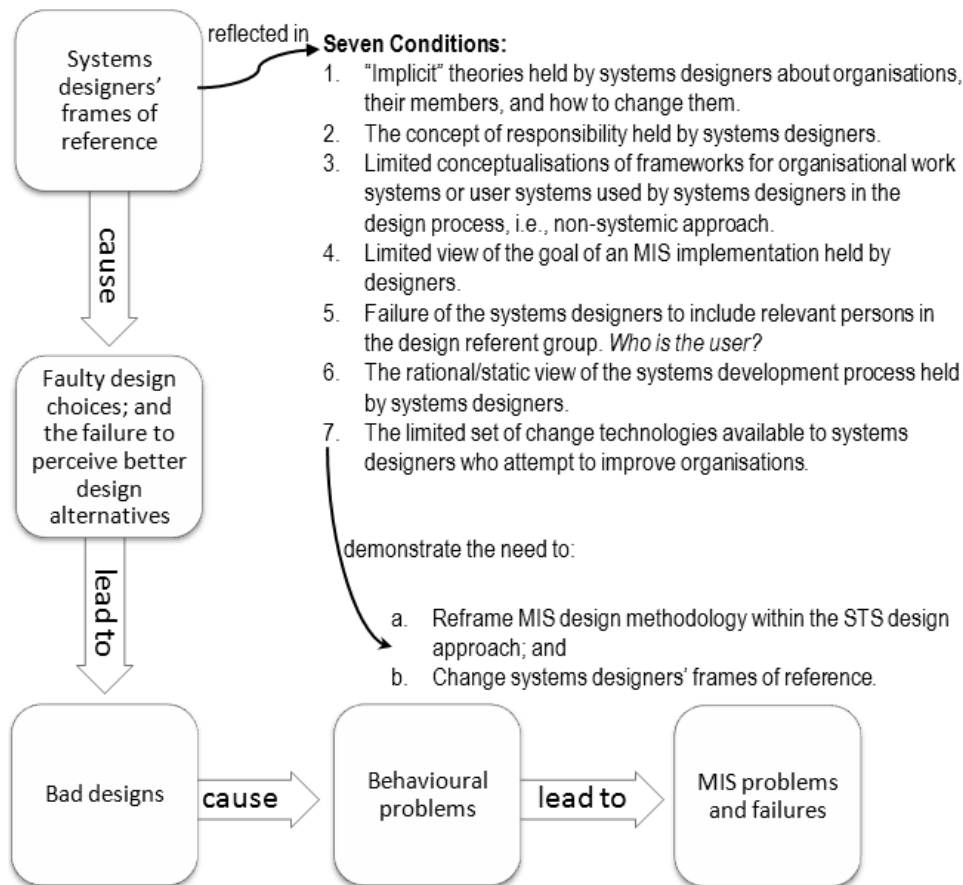 Systems
designers'
frames of
reference
reflected in
Seven Conditions:
1. "Implicit" theories held by systems designers about organisations,
their members, and how to change them.
2. The concept of responsibility held by systems designers.
3. Limited conceptualisations of frameworks for organisational work
systems or user systems used by systems designers in the
design process, i.e., non-systemic approach.
4. Limited view of the goal of an MIS implementation held by
designers.
5. Failure of the systems designers to include relevant persons in
the design referent group. Who is the user?
6. The rational/static view of the systems development process held
by systems designers.
7. The limited set of change technologies available to systems
designers who attempt to improve organisations.
demonstrate the need to:
a. Reframe MIS design methodology within the STS design
approach; and
b. Change systems designers' frames of reference.
cause
Faulty design
choices; and
the failure to
perceive better
design
alternatives
lead to
Bad designs
cause
Behavioural
problems
lead to
MIS problems
and failures